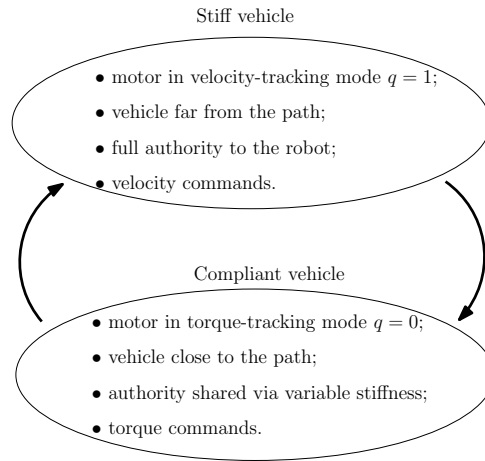 Stiff vehicle
• motor in velocity-tracking mode q = 1;
• vehicle far from the path;
• full authority to the robot;
• velocity commands.
Compliant vehicle
• motor in torque-tracking mode q = 0;
• vehicle close to the path;
• authority shared via variable stiffness;
• torque commands.